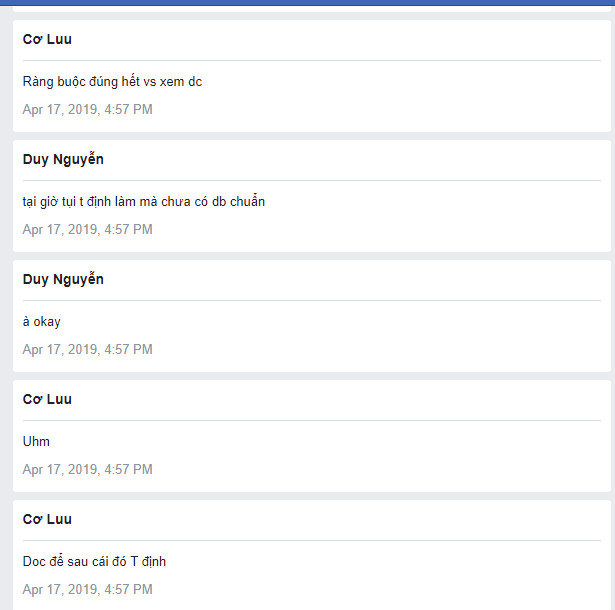 Cơ Luu
Ràng buộc đúng hết vs xem dc
Apr 17, 2019, 4:57 PM
Duy Nguyễn
tại giờ tụi t định làm mà chưa có db chuẩn
Apr 17, 2019, 4:57 PM
Duy Nguyễn
à okay
Apr 17, 2019, 4:57 PM
Cơ Luu
Uhm
Apr 17, 2019, 4:57 PM
Cơ Luu
Doc để sau cái đó T định
Apr 17, 2019, 4:57 PM